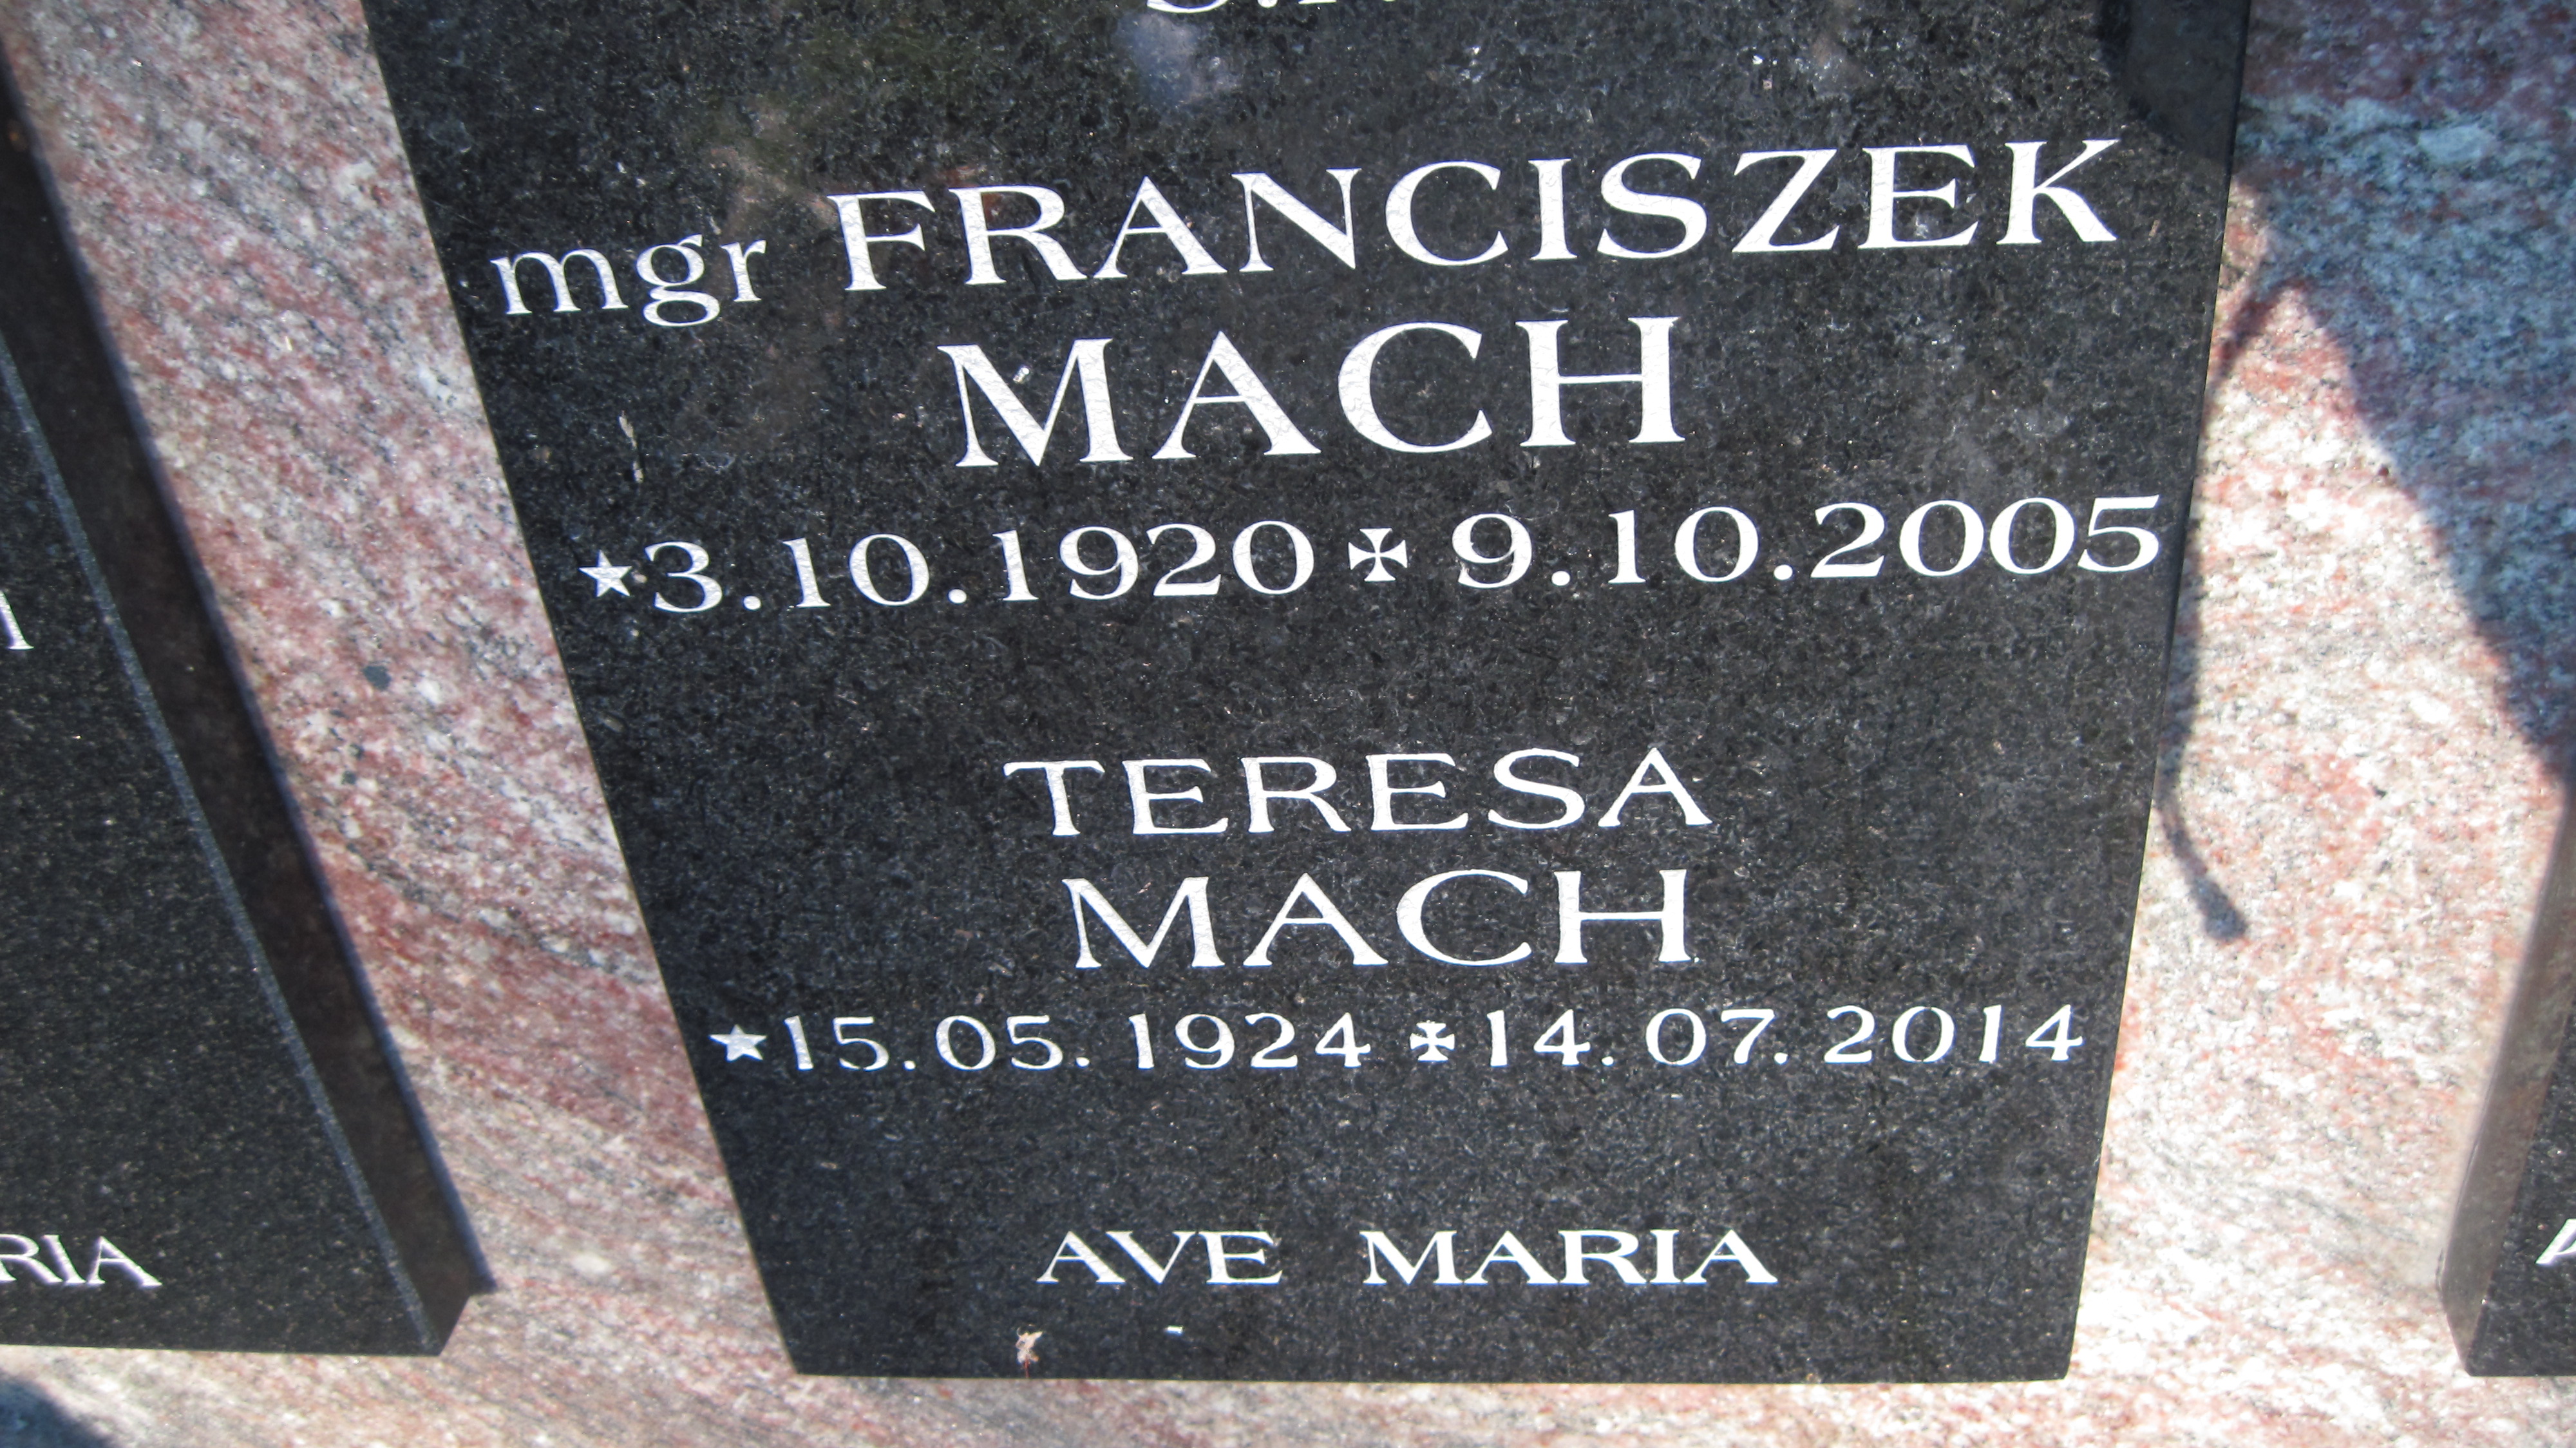 mgr FRANCISZEK
MACH
★3.10.1920 ✠ 9.10.2005
TERESA
MACH
★15.05.1924 ✠14.07.2014
AVE MARIA